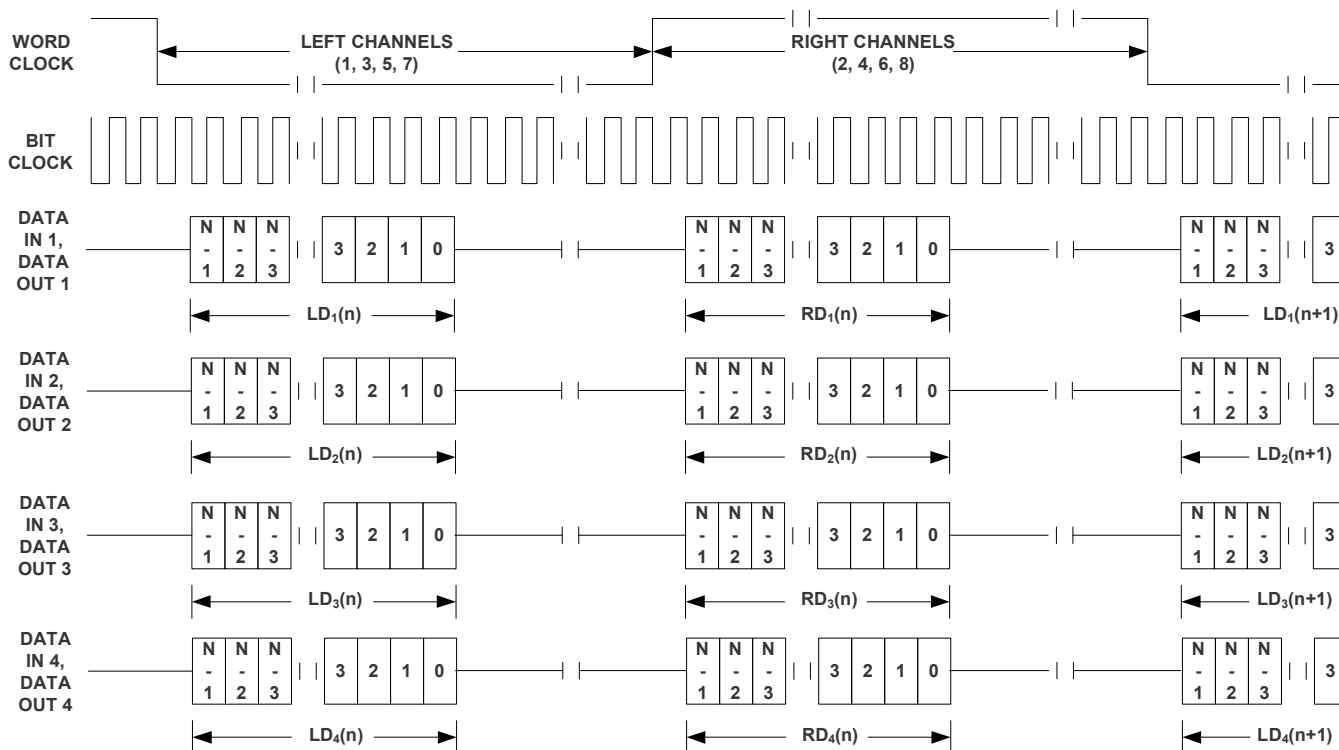 WORD
CLOCK
LEFT CHANNELS
(1, 3, 5, 7)
RIGHT CHANNELS
(2, 4, 6, 8)
BIT
CLOCK
DATA
IN 1,
DATA
OUT 1
N N N
- - -
1 2 3
3 2 1 0
N N N
- - -
1 2 3
3 2 1 0
N N N
- - -
1 2 3
3
LD₁(n)
RD₁(n)
LD₁(n+1)
DATA
IN 2,
DATA
OUT 2
N N N
- - -
1 2 3
3 2 1 0
N N N
- - -
1 2 3
3 2 1 0
N N N
- - -
1 2 3
3
LD₂(n)
RD₂(n)
LD₂(n+1)
DATA
IN 3,
DATA
OUT 3
N N N
- - -
1 2 3
3 2 1 0
N N N
- - -
1 2 3
3 2 1 0
N N N
- - -
1 2 3
3
LD₃(n)
RD₃(n)
LD₃(n+1)
DATA
IN 4,
DATA
OUT 4
N N N
- - -
1 2 3
3 2 1 0
N N N
- - -
1 2 3
3 2 1 0
N N N
- - -
1 2 3
3
LD₄(n)
RD₄(n)
LD₄(n+1)